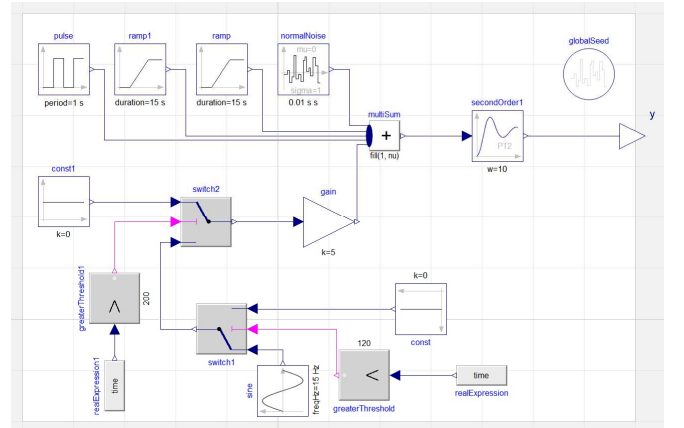 pulse
ramp1
ramp
normalNoise
globalSeed
mu=0
sigma=1
period=1 s
duration=15 s
duration=15 s
0.01 s s
multiSum
+
fill(1, nu)
secondOrder1
PT2
w=10
y
const1
k=0
switch2
gain
k=5
greaterThreshold1
>
200
k=0
const
switch1
120
<
greaterThreshold
time
realExpression
sine
freqHz=15 Hz
realExpression1
time